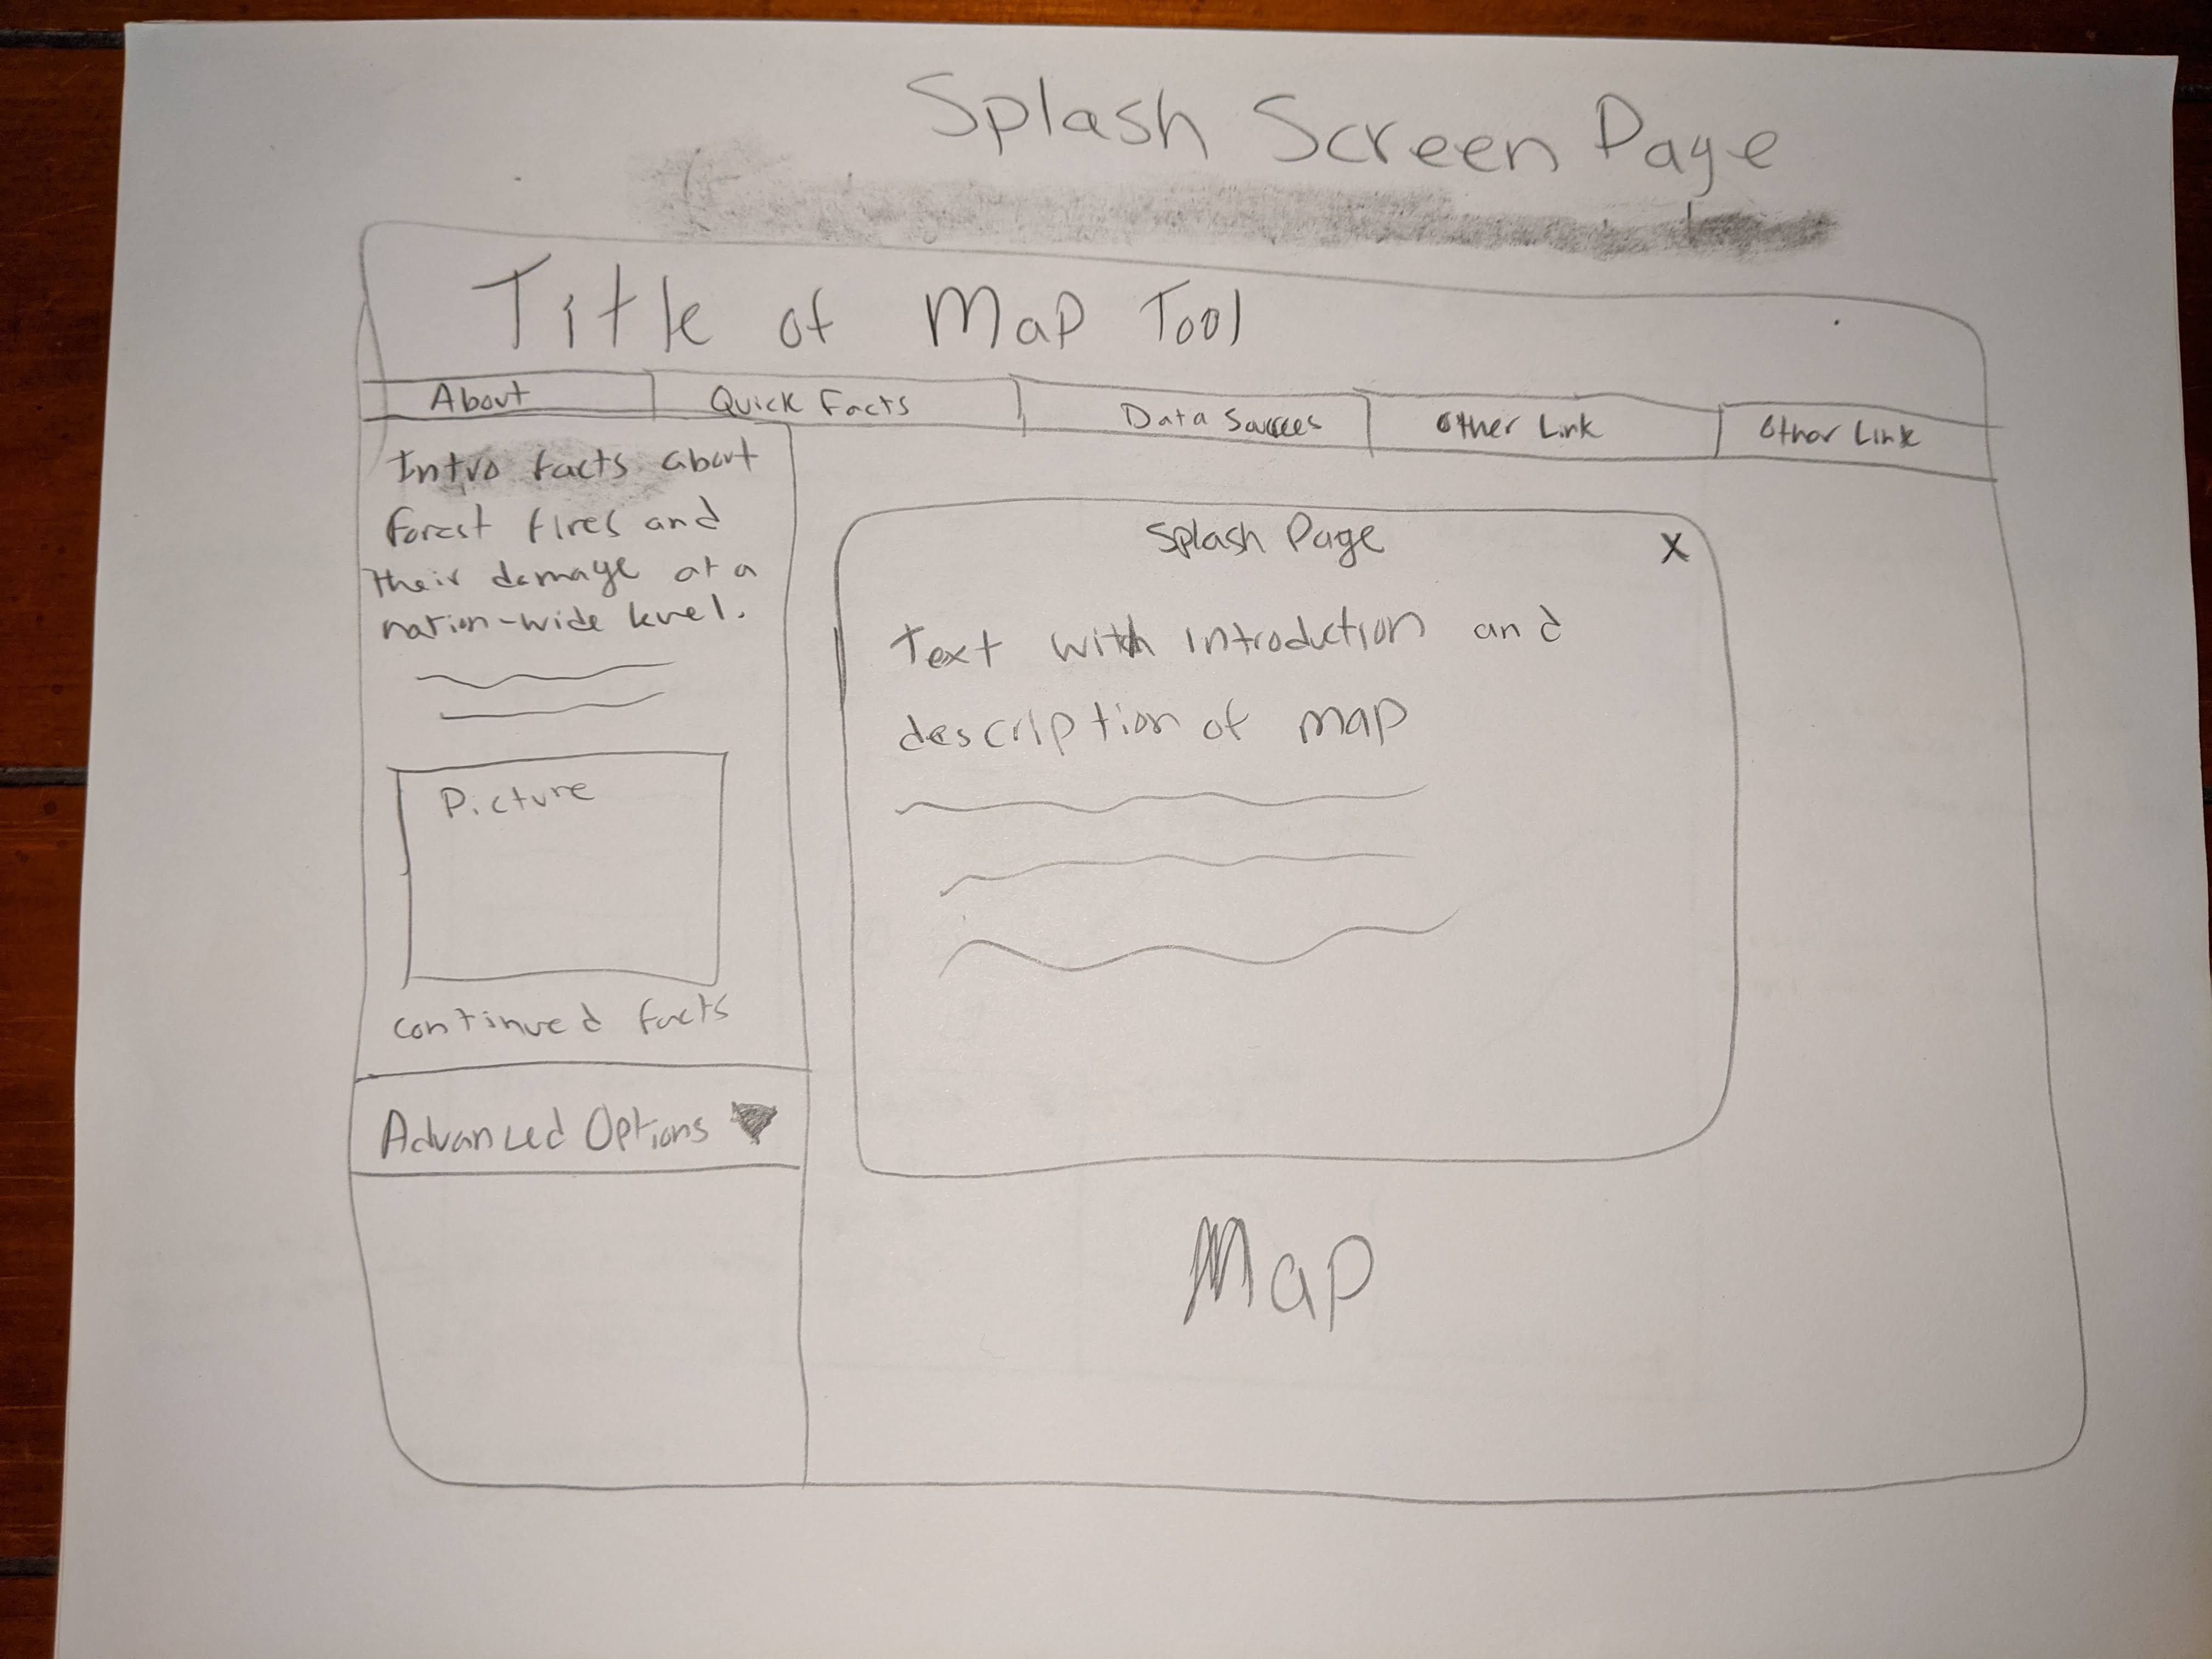 Splash Screen Page
Title of Map Tool
About
Quick Facts
Data Sources
Other Link
Other Link
Intro facts about
forest fires and
their damage at a
nation-wide level.
Picture
continued facts
Advanced Options
Splash Page
X
Text with introduction and
description of map
Map